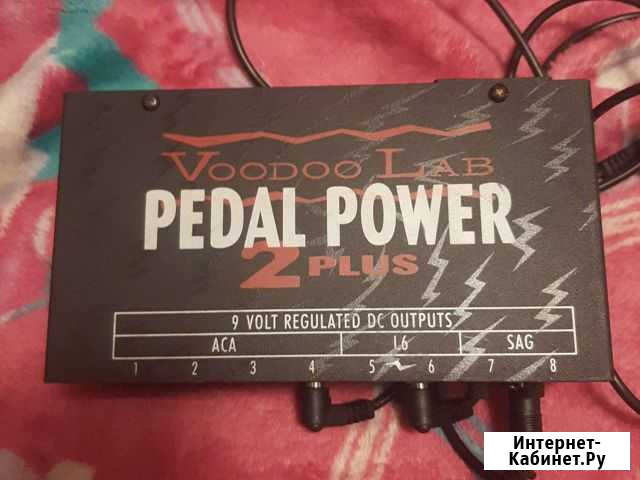 VOODOO LAB
PEDAL POWER
2 PLUS
9 VOLT REGULATED DC OUTPUTS
ACA L6 SAG
1 2 3 4 5 6 7 8
Интернет-
Кабинет.Ру